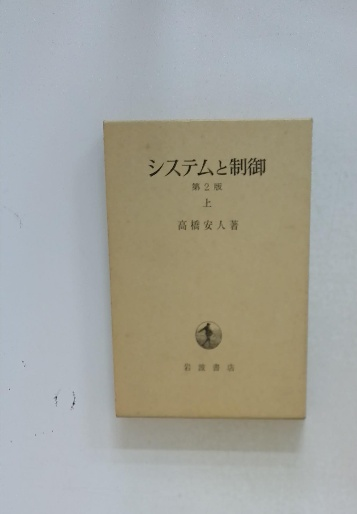 システムと制御
第2版
上
高橋安人著
岩波書店